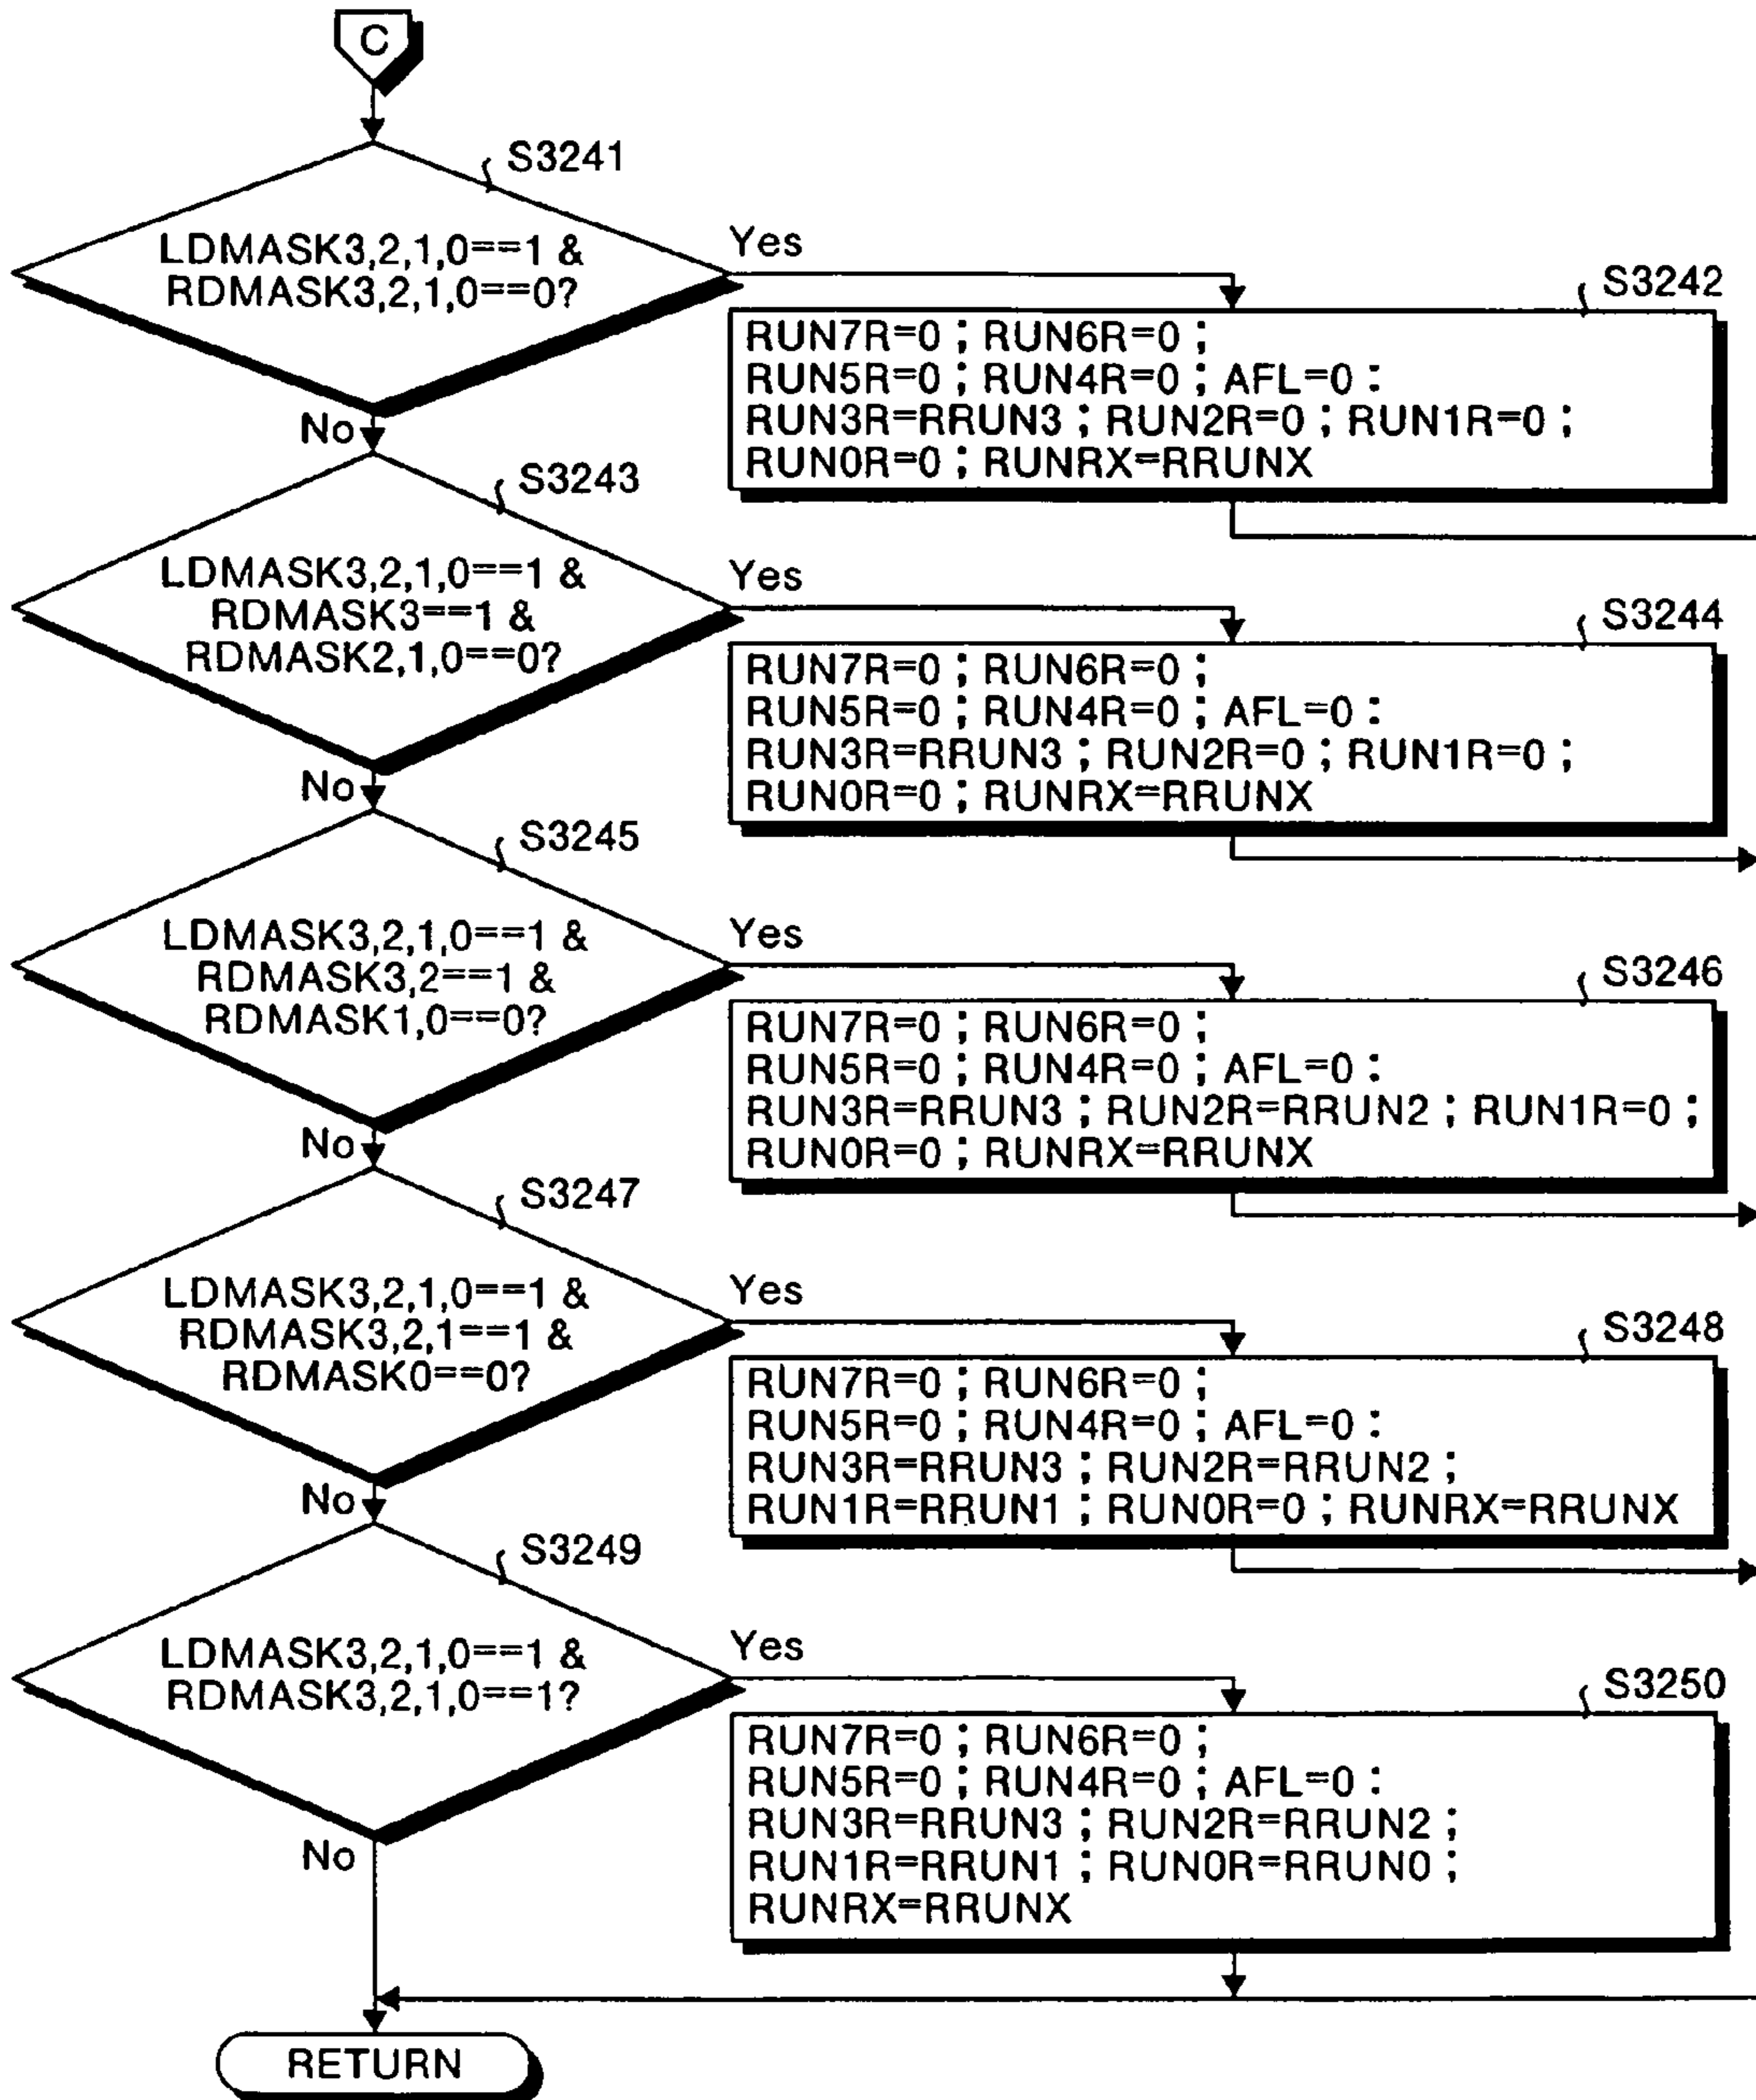 C
S3241
LDMASK3,2,1,0==1 &
RDMASK3,2,1,0==0?
Yes
No
S3242
RUN7R=0 ; RUN6R=0 ;
RUN5R=0 ; RUN4R=0 ; AFL=0 :
RUN3R=RRUN3 ; RUN2R=0 ; RUN1R=0 ;
RUN0R=0 ; RUNRX=RRUNX
S3243
LDMASK3,2,1,0==1 &
RDMASK3==1 &
RDMASK2,1,0==0?
Yes
No
S3244
RUN7R=0 ; RUN6R=0 ;
RUN5R=0 ; RUN4R=0 ; AFL=0 :
RUN3R=RRUN3 ; RUN2R=0 ; RUN1R=0 ;
RUN0R=0 ; RUNRX=RRUNX
S3245
LDMASK3,2,1,0==1 &
RDMASK3,2==1 &
RDMASK1,0==0?
Yes
No
S3246
RUN7R=0 ; RUN6R=0 ;
RUN5R=0 ; RUN4R=0 ; AFL=0 :
RUN3R=RRUN3 ; RUN2R=RRUN2 ; RUN1R=0 ;
RUN0R=0 ; RUNRX=RRUNX
S3247
LDMASK3,2,1,0==1 &
RDMASK3,2,1==1 &
RDMASK0==0?
Yes
No
S3248
RUN7R=0 ; RUN6R=0 ;
RUN5R=0 ; RUN4R=0 ; AFL=0 :
RUN3R=RRUN3 ; RUN2R=RRUN2 ;
RUN1R=RRUN1 ; RUN0R=0 ; RUNRX=RRUNX
S3249
LDMASK3,2,1,0==1 &
RDMASK3,2,1,0==1?
Yes
No
S3250
RUN7R=0 ; RUN6R=0 ;
RUN5R=0 ; RUN4R=0 ; AFL=0 :
RUN3R=RRUN3 ; RUN2R=RRUN2 ;
RUN1R=RRUN1 ; RUN0R=RRUN0 ;
RUNRX=RRUNX
RETURN